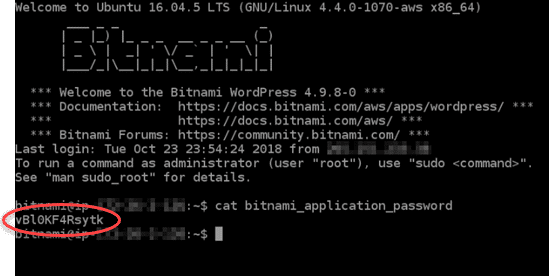 Welcome to Ubuntu 16.04.5 LTS (GNU/Linux 4.4.0-1070-aws x86_64)
Bitnami
*** Welcome to the Bitnami WordPress 4.9.8-0 ***
*** Documentation:  https://docs.bitnami.com/aws/apps/wordpress/ ***
***                 https://docs.bitnami.com/aws/ ***
*** Bitnami Forums: https://community.bitnami.com/ ***
Last login: Tue Oct 23 23:54:24 2018 from
To run a command as administrator (user "root"), use "sudo <command>".
See "man sudo_root" for details.
bitnami@ip-:~$ cat bitnami_application_password
vBl0KF4Rsytk
bitnami@ip-:~$